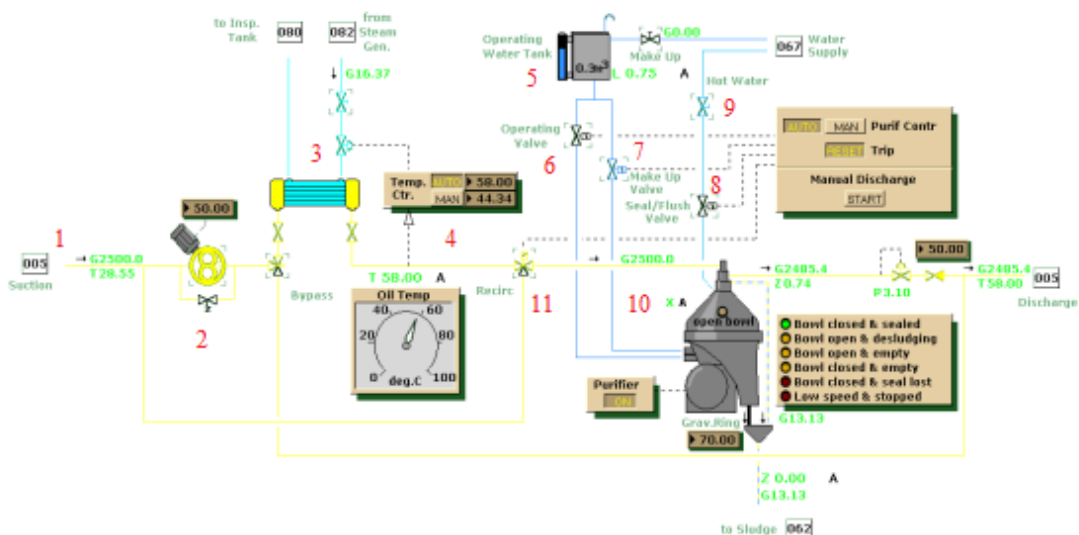 to Insp.
Tank
080
082
from
Steam
Gen.
G16.37
Operating
Water Tank
5
0.3m³
L 0.75
A
G0.00
Make Up
067
Water
Supply
Hot Water
9
3
Operating
Valve
6
7
Make Up
Valve
8
Seal/Flush
Valve
AUTO MAN Purif Contr
RESET Trip
Manual Discharge
START
Temp. AUTO 58.00
Ctr. MAN 44.34
4
50.00
1
005
Suction
G2500.0
T28.55
2
Bypass
T 58.00 A
Recirc
11
G2500.0
10
X A
open bowl
G2485.4
Z 0.74
P3.10
50.00
G2485.4
T58.00
005
Discharge
Oil Temp
0 20 40 60 80 100
deg.C
Bowl closed & sealed
Bowl open & desludging
Bowl open & empty
Bowl closed & empty
Bowl closed & seal lost
Low speed & stopped
Purifier
ON
Grav.Ring
70.00
G13.13
Z 0.00 A
G13.13
to Sludge 062